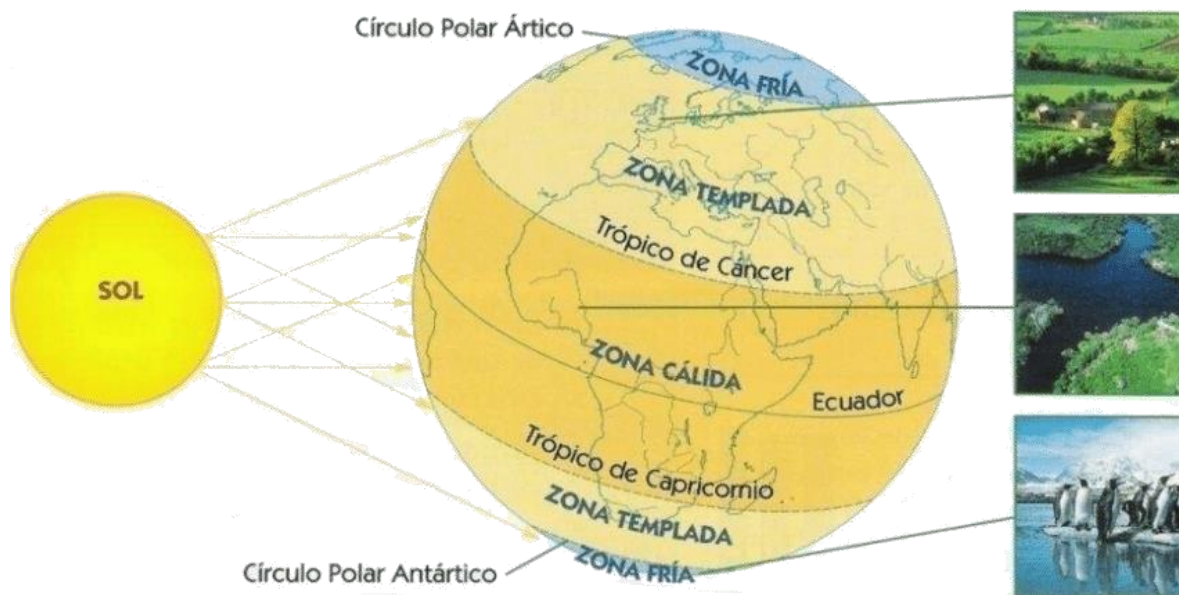 Círculo Polar Ártico
ZONA FRÍA
ZONA TEMPLADA
Trópico de Cáncer
SOL
ZONA CÁLIDA
Ecuador
Trópico de Capricornio
ZONA TEMPLADA
Círculo Polar Antártico
ZONA FRÍA